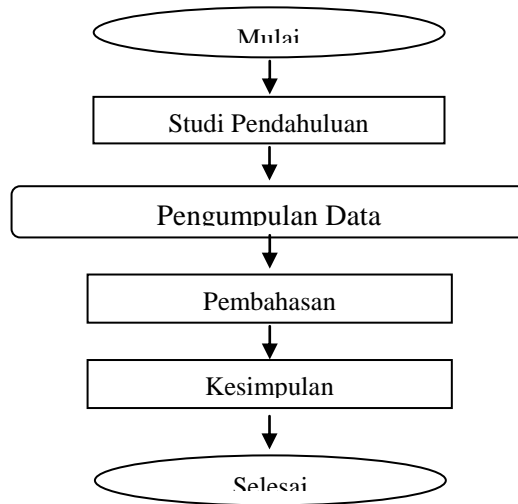 Mulai
Studi Pendahuluan
Pengumpulan Data
Pembahasan
Kesimpulan
Selesai